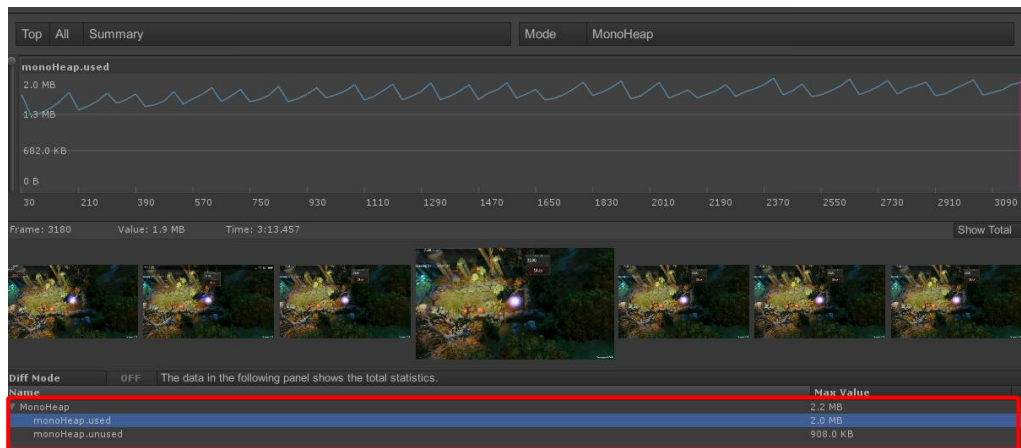 Top All Summary Mode MonoHeap
monoHeap.used
2.0 MB
1.3 MB
682.0 KB
0 B
30 210 390 570 750 930 1110 1290 1470 1650 1830 2010 2190 2370 2550 2730 2910 3090
Frame: 3180 Value: 1.9 MB Time: 3:13.457 Show Total
Diff Mode OFF The data in the following panel shows the total statistics.
Name Max Value
MonoHeap 2.2 MB
monoHeap.used 2.0 MB
monoHeap.unused 908.0 KB